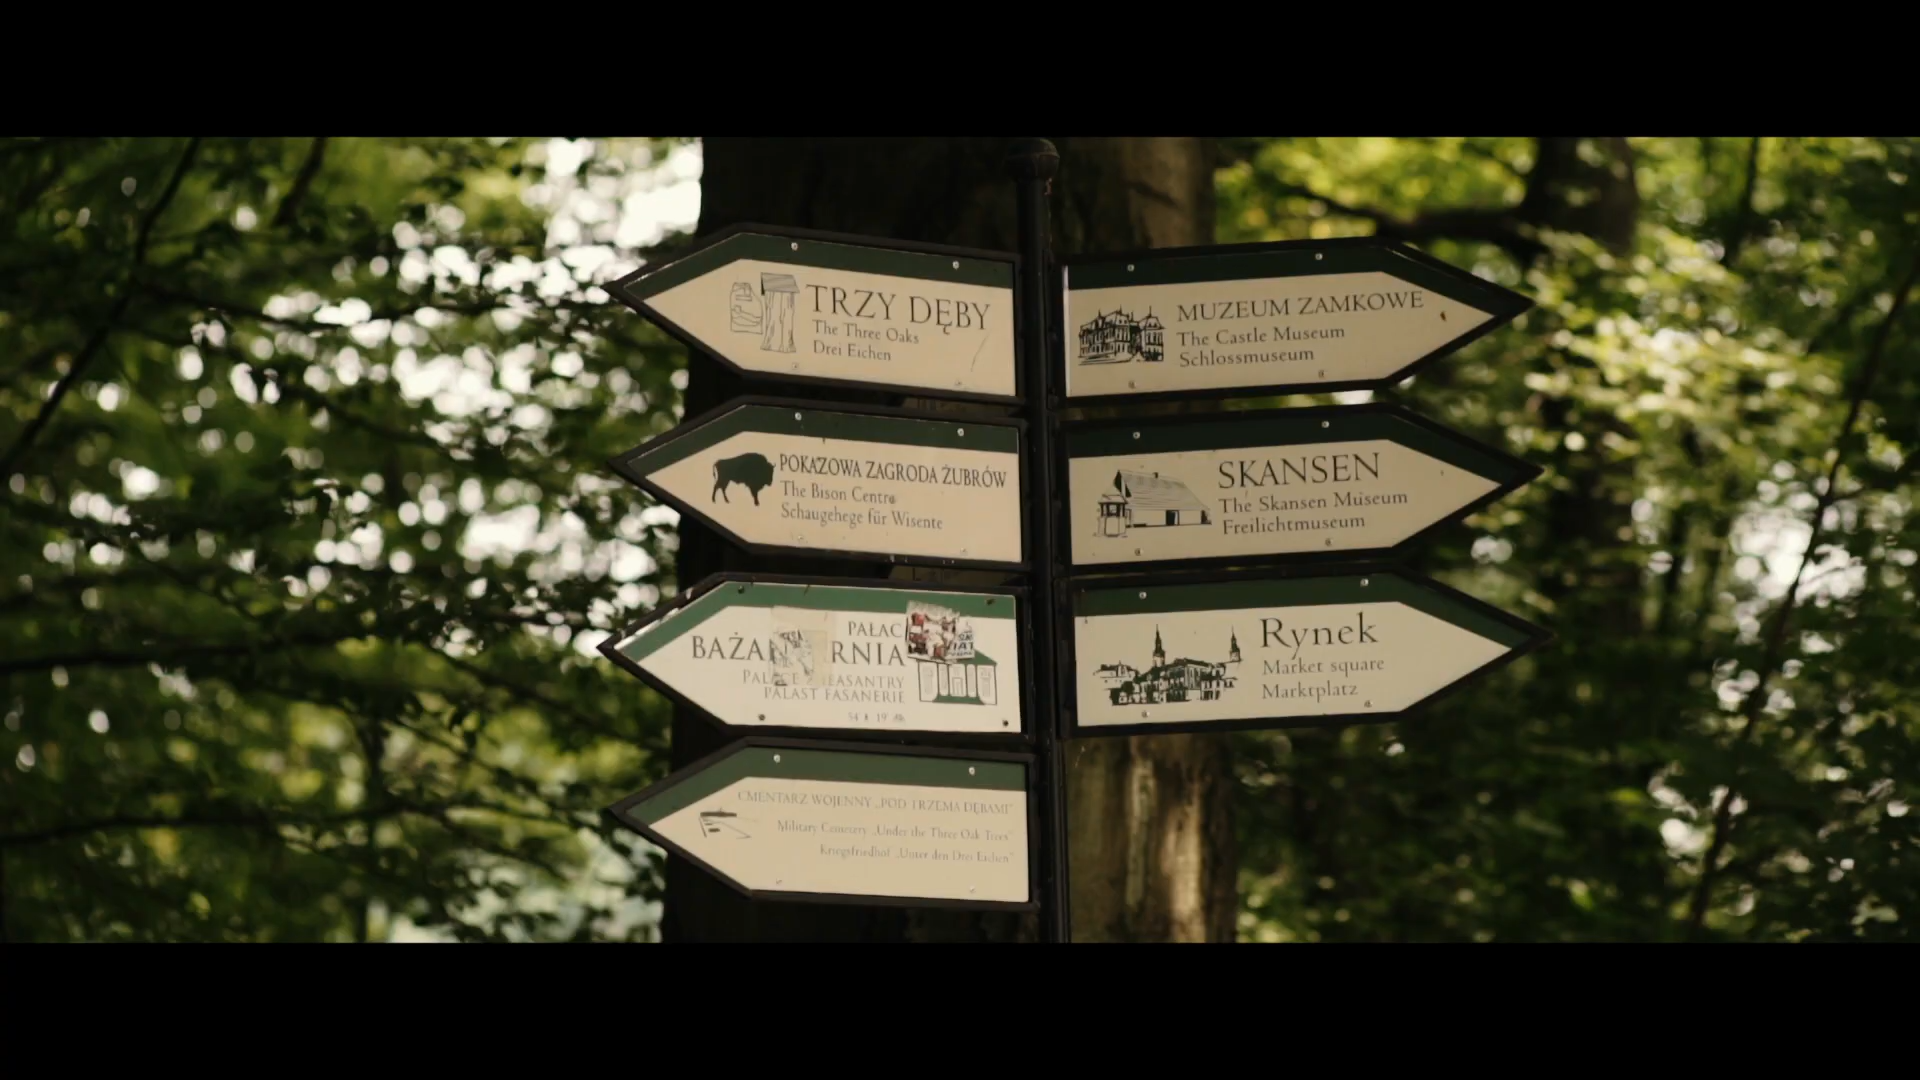 TRZY DĘBY
The Three Oaks
Drei Eichen
POKAZOWA ZAGRODA ŻUBRÓW
The Bison Centre
Schaugehege für Wisente
PAŁAC
PALAST FASANERIE
CMENTARZ WOJENNY „POD TRZEMA DĘBAMI”
Military Cemetery „Under the Three Oak Trees”
Kriegsfriedhof „Unter den Drei Eichen”
MUZEUM ZAMKOWE
The Castle Museum
Schlossmuseum
SKANSEN
The Skansen Museum
Freilichtmuseum
Rynek
Market square
Marktplatz